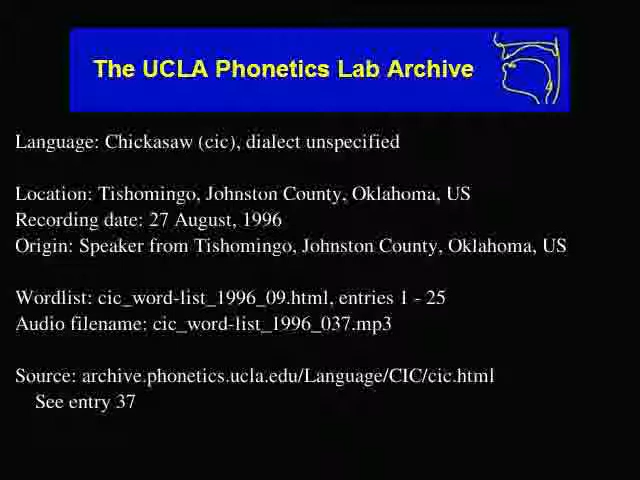 The UCLA Phonetics Lab Archive
Language: Chickasaw (cic), dialect unspecified
Location: Tishomingo, Johnston County, Oklahoma, US
Recording date: 27 August, 1996
Origin: Speaker from Tishomingo, Johnston County, Oklahoma, US
Wordlist: cic_word-list_1996_09.html, entries 1 - 25
Audio filename: cic_word-list_1996_037.mp3
Source: archive.phonetics.ucla.edu/Language/CIC/cic.html
See entry 37